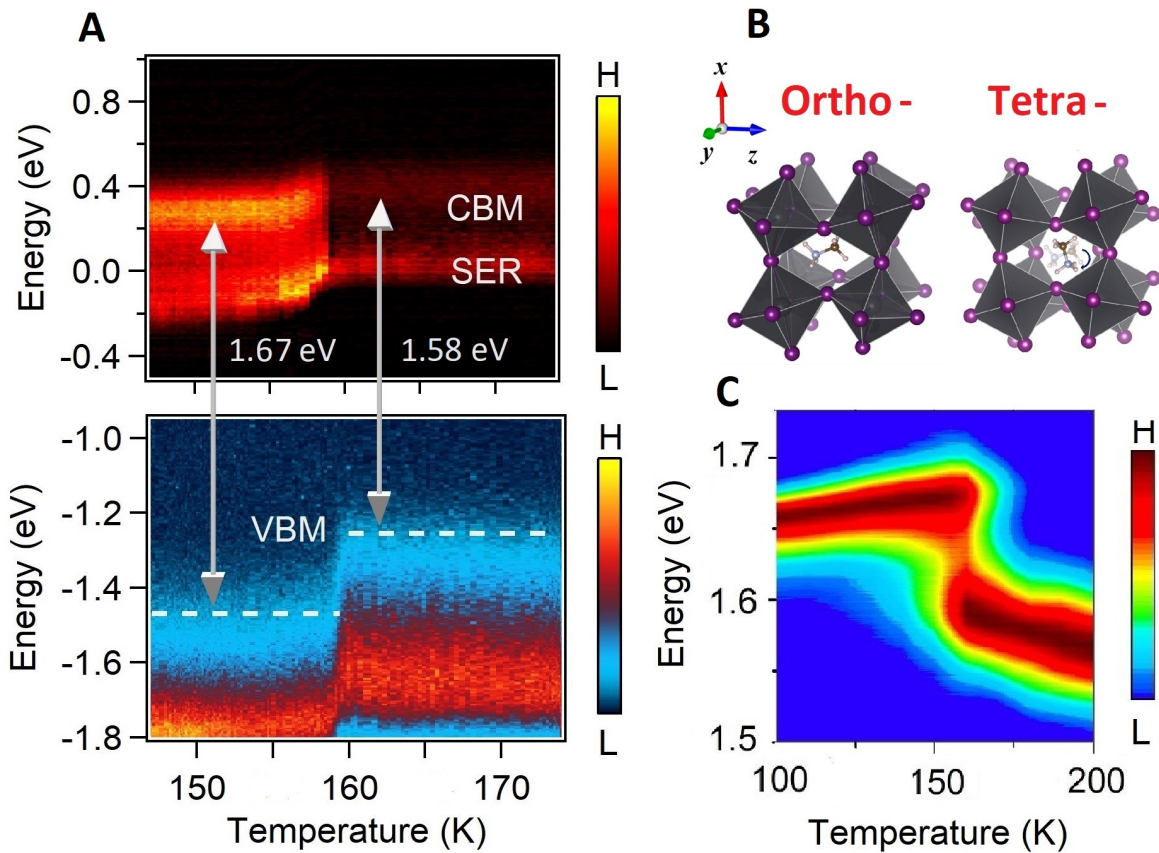 A
Energy (eV)
0.8
0.4
0.0
-0.4
CBM
SER
1.67 eV
1.58 eV
H
L
Energy (eV)
-1.0
-1.2
-1.4
-1.6
-1.8
VBM
H
L
150
160
170
Temperature (K)
B
x
y
z
Ortho -
Tetra -
C
Energy (eV)
1.7
1.6
1.5
100
150
200
Temperature (K)
H
L